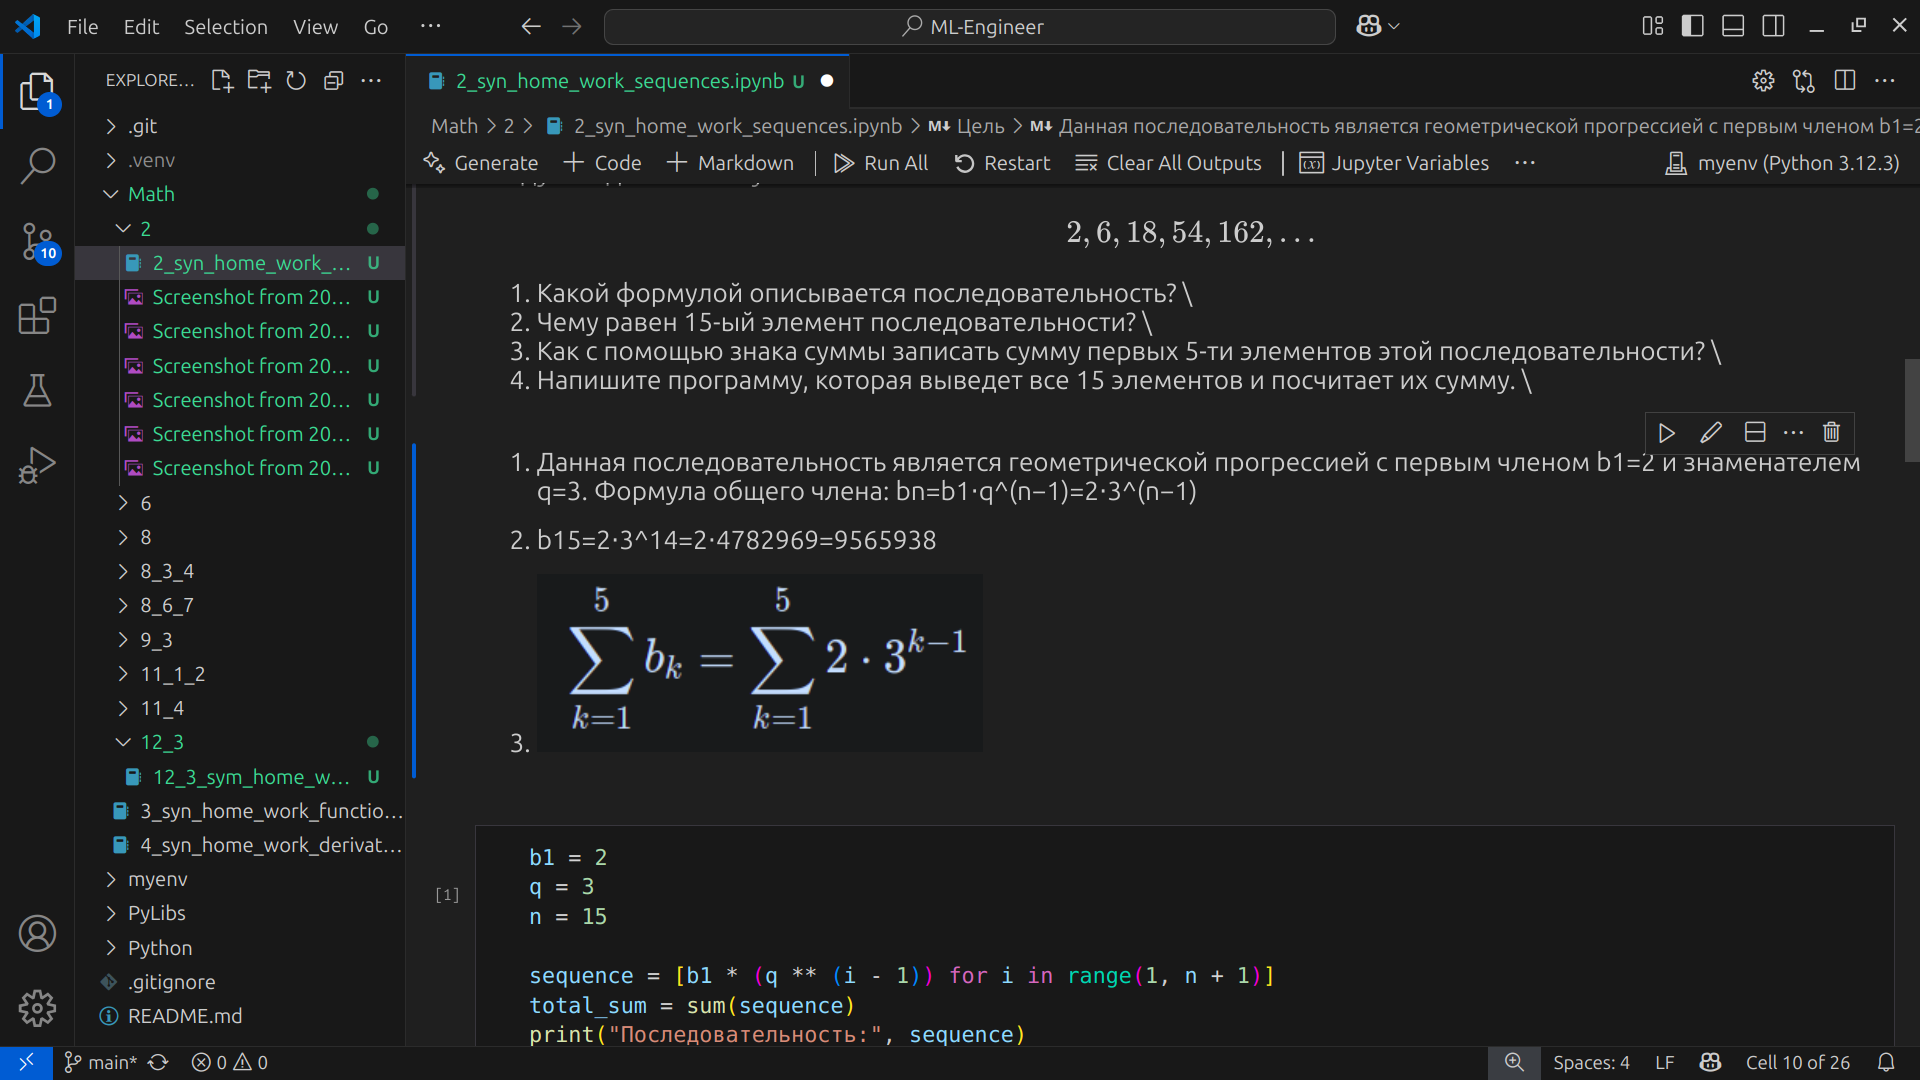 File Edit Selection View Go ··· ML-Engineer
EXPLORE... 2_syn_home_work_sequences.ipynb U
1
.git
Math > 2 > 2_syn_home_work_sequences.ipynb > M↓ Цель > M↓ Данная последовательность является геометрической прогрессией с первым членом b1=2
.venv
Generate + Code + Markdown | Run All Restart Clear All Outputs | Jupyter Variables ··· myenv (Python 3.12.3)
Math
2
10
2_syn_home_work_... U
Screenshot from 20... U
Screenshot from 20... U
Screenshot from 20... U
Screenshot from 20... U
Screenshot from 20... U
Screenshot from 20... U
6
8
8_3_4
8_6_7
9_3
11_1_2
11_4
12_3
12_3_sym_home_w... U
3_syn_home_work_functio...
4_syn_home_work_derivat...
myenv
PyLibs
Python
.gitignore
README.md
2, 6, 18, 54, 162, …
1. Какой формулой описывается последовательность? \
2. Чему равен 15-ый элемент последовательности? \
3. Как с помощью знака суммы записать сумму первых 5-ти элементов этой последовательности? \
4. Напишите программу, которая выведет все 15 элементов и посчитает их сумму. \
1. Данная последовательность является геометрической прогрессией с первым членом b1=2 и знаменателем
q=3. Формула общего члена: bn=b1⋅q^(n−1)=2⋅3^(n−1)
2. b15=2⋅3^14=2⋅4782969=9565938
5 5
∑ bₖ = ∑ 2 · 3^{k−1}
k=1 k=1
3.
b1 = 2
[1] q = 3
n = 15
sequence = [b1 * (q ** (i - 1)) for i in range(1, n + 1)]
total_sum = sum(sequence)
print("Последовательность:", sequence)
main* 0 0 Spaces: 4 LF Cell 10 of 26